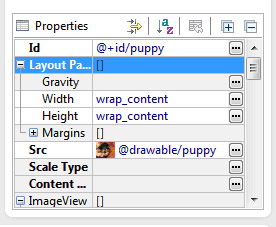 Properties
Id @+id/puppy
Layout Pa... []
Gravity
Width wrap_content
Height wrap_content
Margins []
Src @drawable/puppy
Scale Type
Content ...
ImageView []